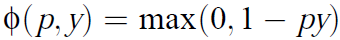 ϕ(p, y) = max(0, 1 − py)